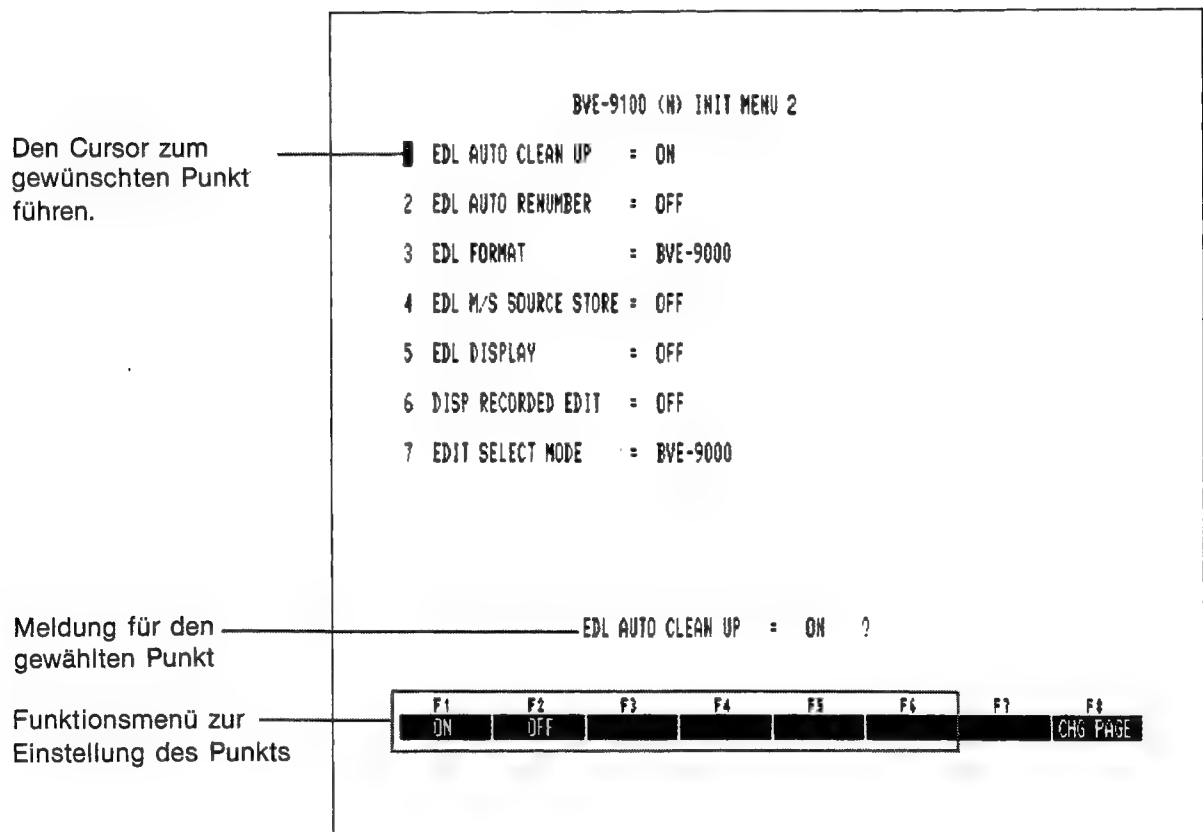 BVE-9100 (N) INIT MENU 2
Den Cursor zum
gewünschten Punkt
führen.
1 EDL AUTO CLEAN UP = ON
2 EDL AUTO RENUMBER = OFF
3 EDL FORMAT = BVE-9000
4 EDL M/S SOURCE STORE = OFF
5 EDL DISPLAY = OFF
6 DISP RECORDED EDIT = OFF
7 EDIT SELECT MODE = BVE-9000
Meldung für den
gewählten Punkt
EDL AUTO CLEAN UP = ON ?
Funktionsmenü zur
Einstellung des Punkts
F1 F2 F3 F4 F5 F6 F7 F8
ON OFF CHG PAGE